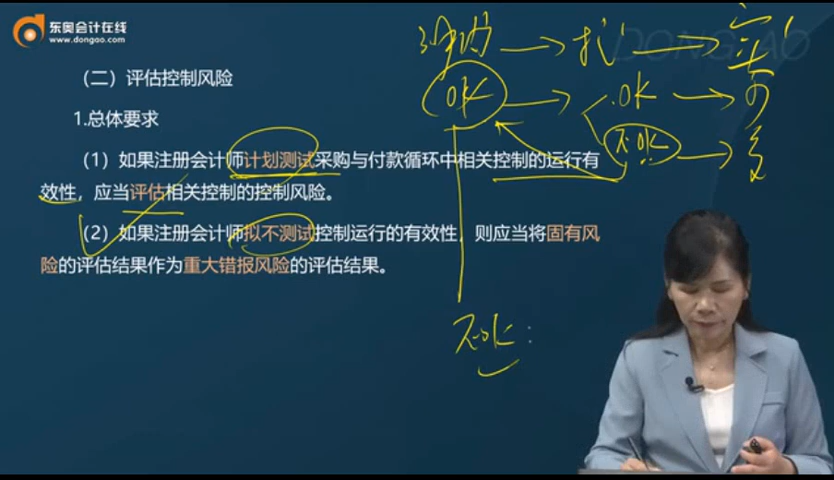 东奥会计在线
www.dongao.com
DONGAO
（二）评估控制风险
1.总体要求
（1）如果注册会计师计划测试采购与付款循环中相关控制的运行有
效性，应当评估相关控制的控制风险。
（2）如果注册会计师拟不测试控制运行的有效性，则应当将固有风
险的评估结果作为重大错报风险的评估结果。
OK
OK
不OK
不OK：